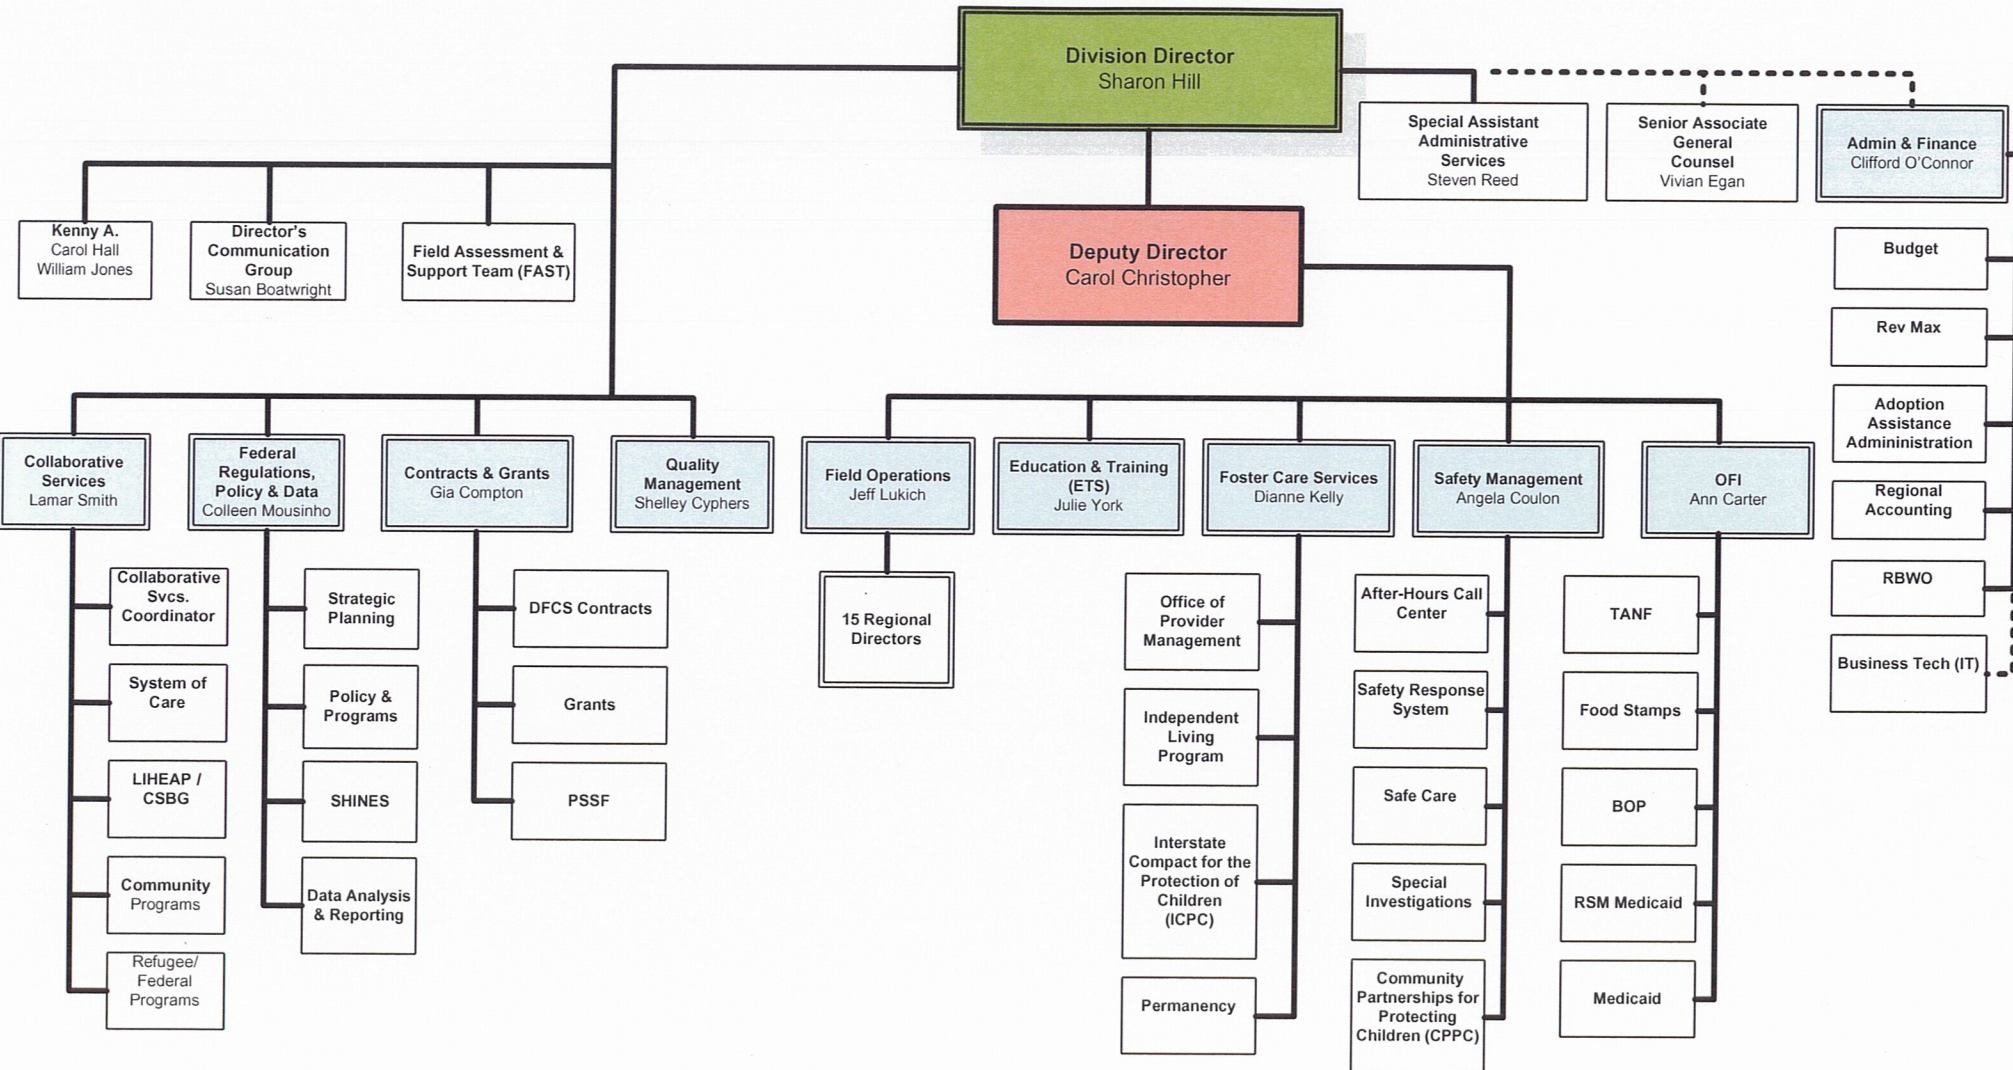 Division Director
Sharon Hill
Special Assistant
Administrative
Services
Steven Reed
Senior Associate
General
Counsel
Vivian Egan
Admin & Finance
Clifford O'Connor
Kenny A.
Carol Hall
William Jones
Director's
Communication
Group
Susan Boatwright
Field Assessment &
Support Team (FAST)
Deputy Director
Carol Christopher
Budget
Rev Max
Adoption
Assistance
Admininistration
Regional
Accounting
RBWO
Business Tech (IT)
Collaborative
Services
Lamar Smith
Federal
Regulations,
Policy & Data
Colleen Mousinho
Contracts & Grants
Gia Compton
Quality
Management
Shelley Cyphers
Field Operations
Jeff Lukich
Education & Training
(ETS)
Julie York
Foster Care Services
Dianne Kelly
Safety Management
Angela Coulon
OFI
Ann Carter
Collaborative
Svcs.
Coordinator
System of
Care
LIHEAP /
CSBG
Community
Programs
Refugee/
Federal
Programs
Strategic
Planning
Policy &
Programs
SHINES
Data Analysis
& Reporting
DFCS Contracts
Grants
PSSF
15 Regional
Directors
Office of
Provider
Management
Independent
Living
Program
Interstate
Compact for the
Protection of
Children
(ICPC)
Permanency
After-Hours Call
Center
Safety Response
System
Safe Care
Special
Investigations
Community
Partnerships for
Protecting
Children (CPPC)
TANF
Food Stamps
BOP
RSM Medicaid
Medicaid